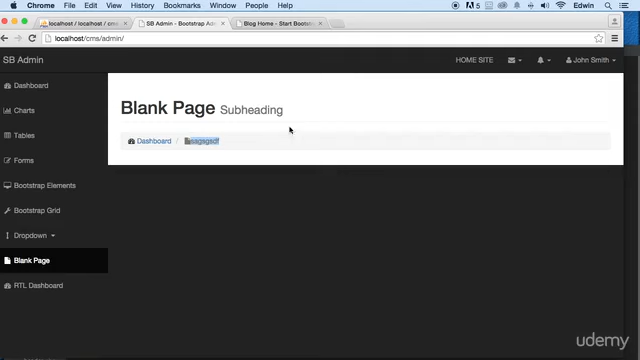 Chrome File Edit View History Bookmarks Window People Help 5 Edwin
localhost / localhost / cms SB Admin - Bootstrap Adm Blog Home - Start Bootstr
localhost/cms/admin/
SB Admin HOME SITE John Smith
Dashboard
Charts
Tables
Forms
Bootstrap Elements
Bootstrap Grid
Dropdown
Blank Page
RTL Dashboard
Blank Page Subheading
Dashboard / sagsgsdf
udemy